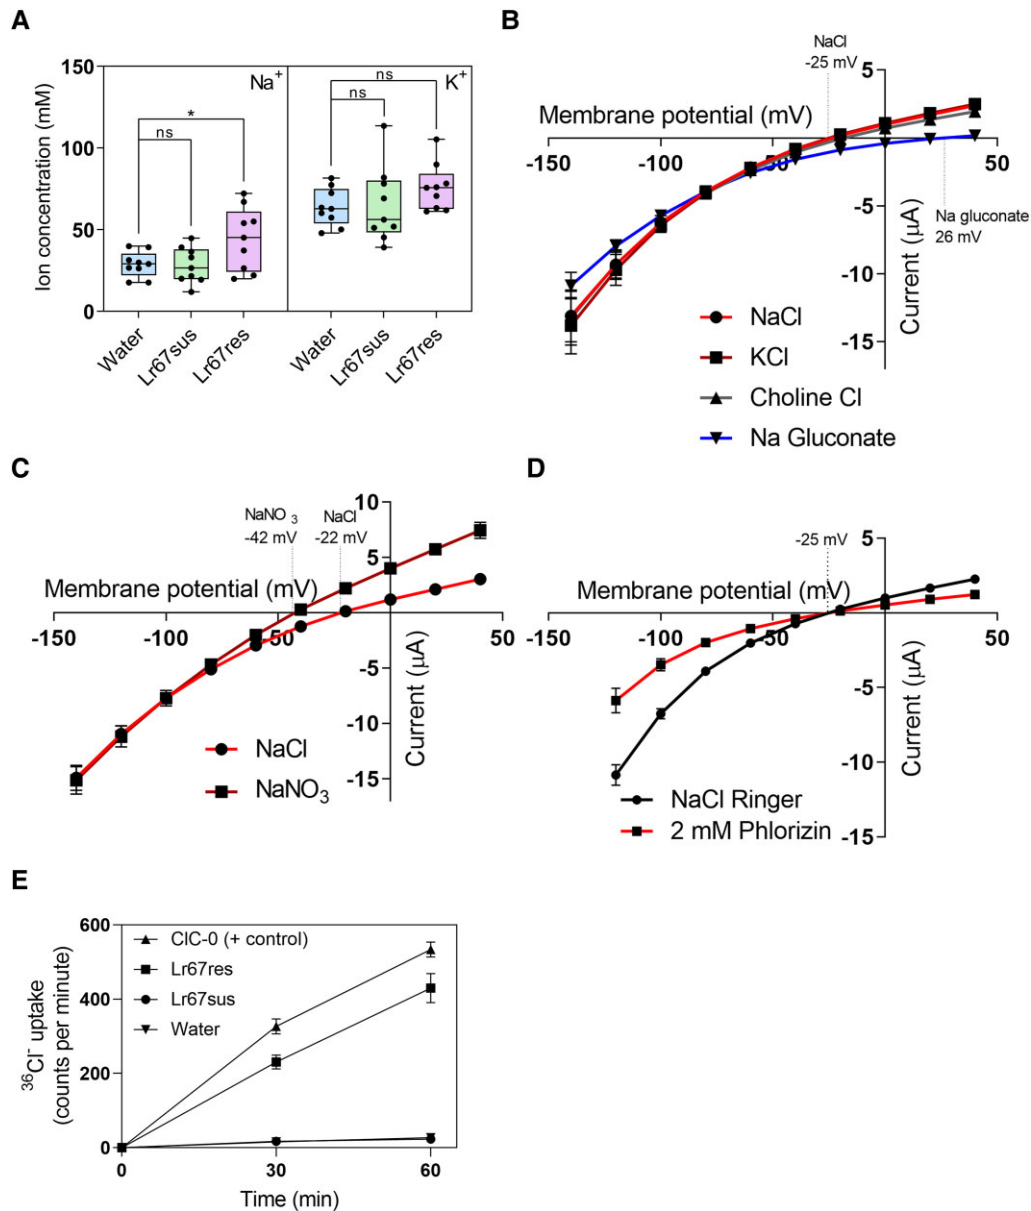 A
Ion concentration (mM)
150
100
50
0
Na+
K+
ns
*
ns
ns
Water
Lr67sus
Lr67res
Water
Lr67sus
Lr67res
B
NaCl
-25 mV
Membrane potential (mV)
-150
-100
-50
50
5
-5
-10
-15
Current (μA)
Na gluconate
26 mV
NaCl
KCl
Choline Cl
Na Gluconate
C
NaNO3
-42 mV
NaCl
-22 mV
Membrane potential (mV)
-150
-100
-50
50
10
5
-5
-10
-15
Current (μA)
NaCl
NaNO3
D
-25 mV
Membrane potential (mV)
-150
-100
-50
50
5
-5
-10
-15
Current (μA)
NaCl Ringer
2 mM Phlorizin
E
36Cl- uptake
(counts per minute)
600
400
200
0
ClC-0 (+ control)
Lr67res
Lr67sus
Water
0
30
60
Time (min)